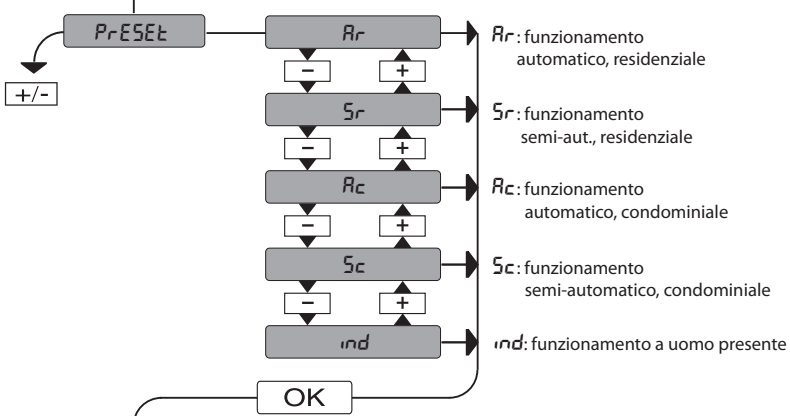 PrESEt
Ar
Ar: funzionamento
automatico, residenziale
+/-
-
+
Sr
Sr: funzionamento
semi-aut., residenziale
-
+
Ac
Ac: funzionamento
automatico, condominiale
-
+
Sc
Sc: funzionamento
semi-automatico, condominiale
-
+
ind
ind: funzionamento a uomo presente
OK